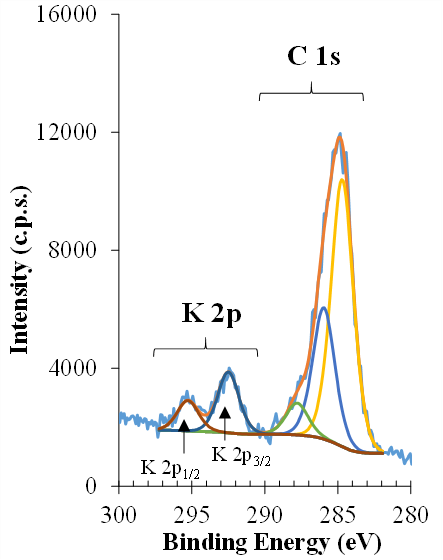 16000
C 1s
12000
Intensity (c.p.s.)
8000
K 2p
4000
K 2p1/2
K 2p3/2
0
300 295 290 285 280
Binding Energy (eV)